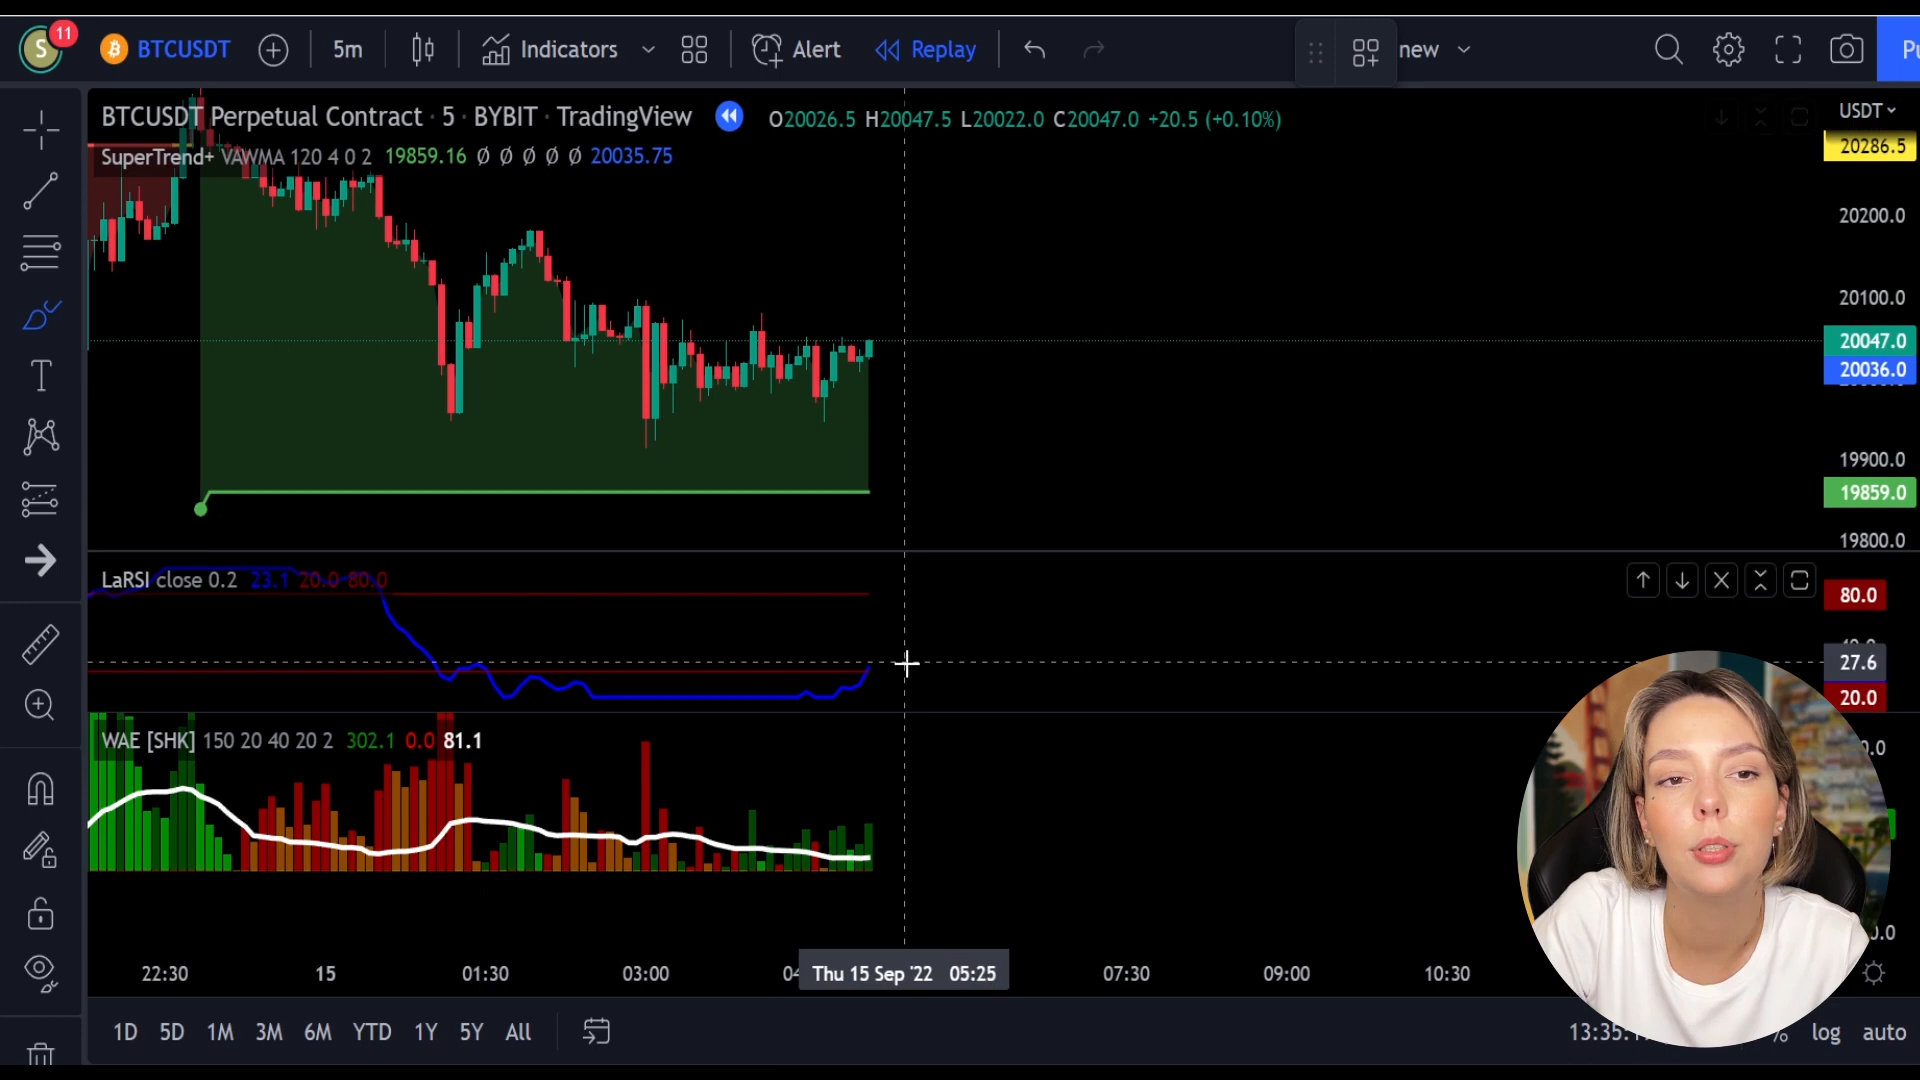 S 11 BTCUSDT 5m Indicators Alert Replay new
BTCUSDT Perpetual Contract · 5 · BYBIT · TradingView O20026.5 H20047.5 L20022.0 C20047.0 +20.5 (+0.10%)
SuperTrend+ VAWMA 120 4 0 2 19859.16 Ø Ø Ø Ø Ø 20035.75
USDT
20286.5
20200.0
20100.0
20047.0
20036.0
19900.0
19859.0
19800.0
LaRSI close 0.2 23.1 20.0 80.0
80.0
27.6
20.0
WAE [SHK] 150 20 40 20 2 302.1 0.0 81.1
22:30 15 01:30 03:00 Thu 15 Sep '22 05:25 07:30 09:00 10:30
1D 5D 1M 3M 6M YTD 1Y 5Y All
% log auto